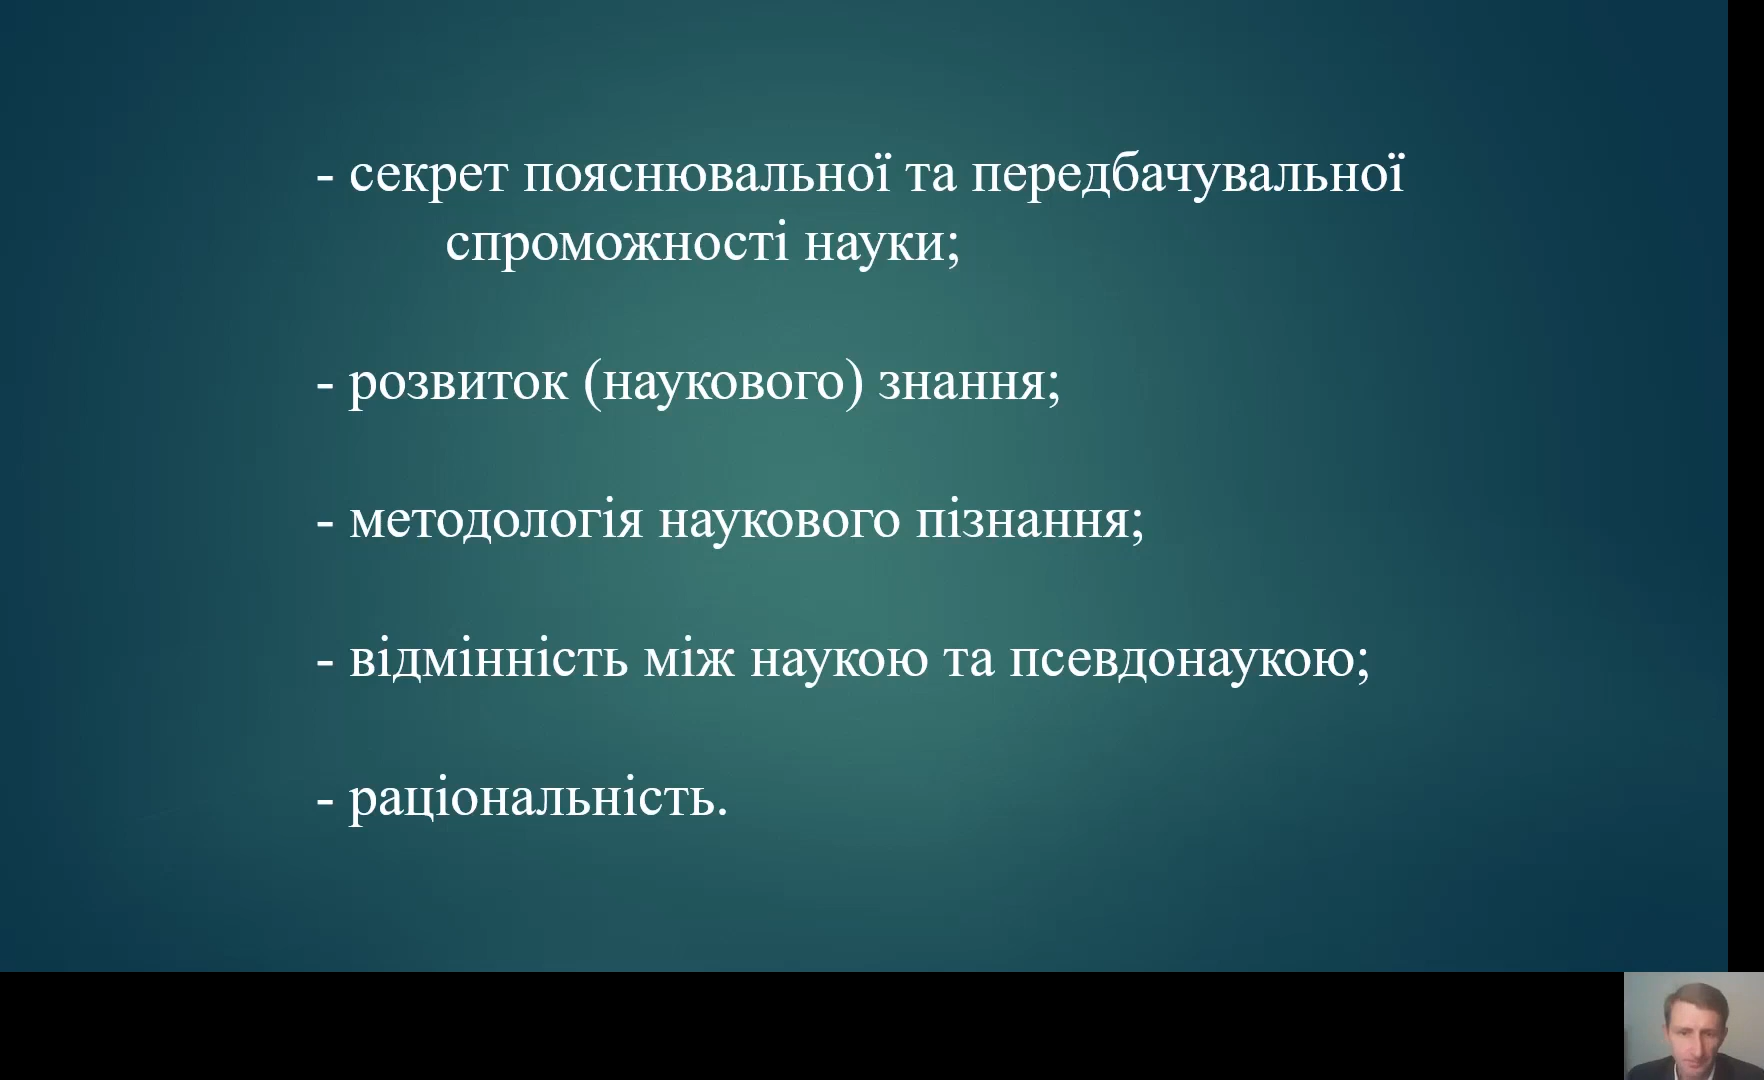 - секрет пояснювальної та передбачувальної
спроможності науки;
- розвиток (наукового) знання;
- методологія наукового пізнання;
- відмінність між наукою та псевдонаукою;
- раціональність.